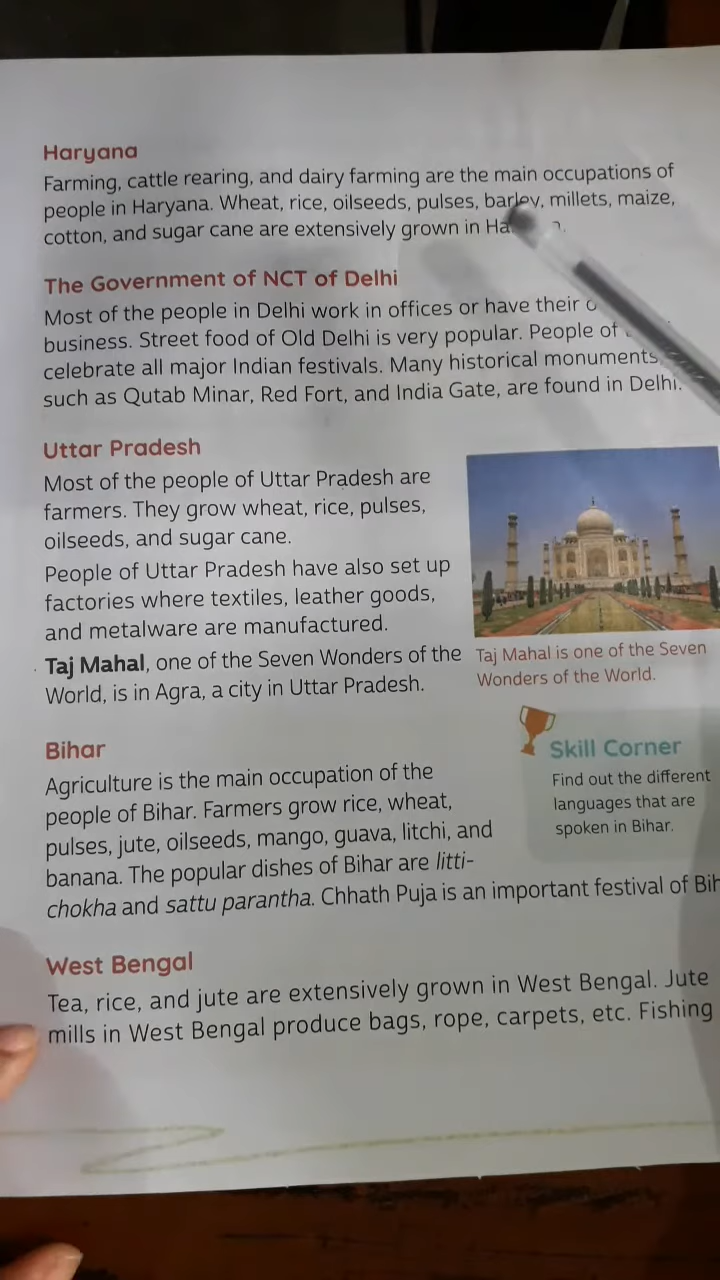 Haryana
Farming, cattle rearing, and dairy farming are the main occupations of
people in Haryana. Wheat, rice, oilseeds, pulses, barley, millets, maize,
cotton, and sugar cane are extensively grown in
The Government of NCT of Delhi
Most of the people in Delhi work in offices or have their
business. Street food of Old Delhi is very popular. People of
celebrate all major Indian festivals. Many historical monuments,
such as Qutab Minar, Red Fort, and India Gate, are found in Delhi.
Uttar Pradesh
Most of the people of Uttar Pradesh are
farmers. They grow wheat, rice, pulses,
oilseeds, and sugar cane.
People of Uttar Pradesh have also set up
factories where textiles, leather goods,
and metalware are manufactured.
Taj Mahal, one of the Seven Wonders of the
World, is in Agra, a city in Uttar Pradesh.
Taj Mahal is one of the Seven
Wonders of the World.
Bihar
Agriculture is the main occupation of the
people of Bihar. Farmers grow rice, wheat,
pulses, jute, oilseeds, mango, guava, litchi, and
banana. The popular dishes of Bihar are litti-
chokha and sattu parantha. Chhath Puja is an important festival of
Skill Corner
Find out the different
languages that are
spoken in Bihar.
West Bengal
Tea, rice, and jute are extensively grown in West Bengal. Jute
mills in West Bengal produce bags, rope, carpets, etc. Fishing